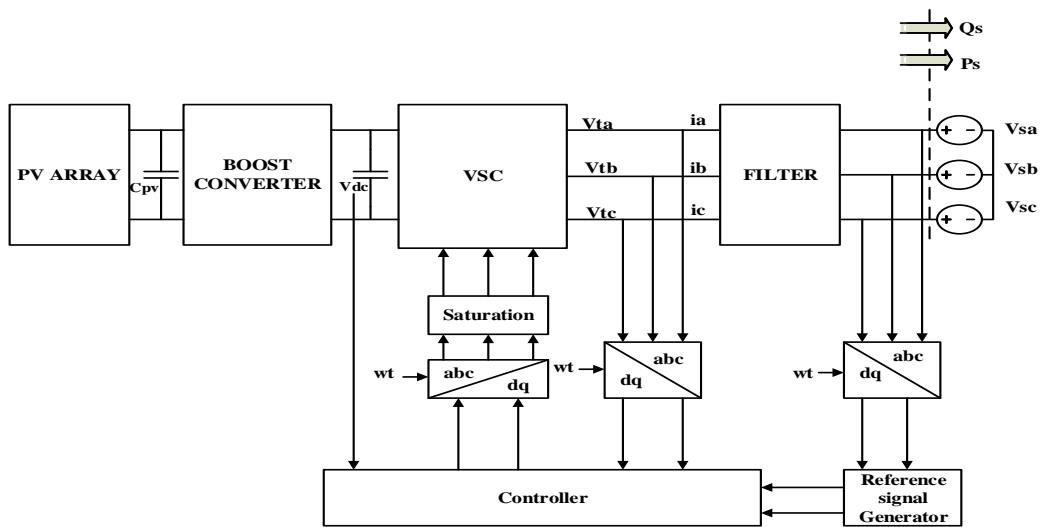 Qs
Ps
PV ARRAY
Cpv
BOOST
CONVERTER
Vdc
VSC
Vta
ia
Vtb
ib
Vtc
ic
FILTER
+ -
Vsa
+ -
Vsb
+ -
Vsc
Saturation
wt
abc
dq
wt
abc
dq
wt
abc
dq
Controller
Reference
signal
Generator